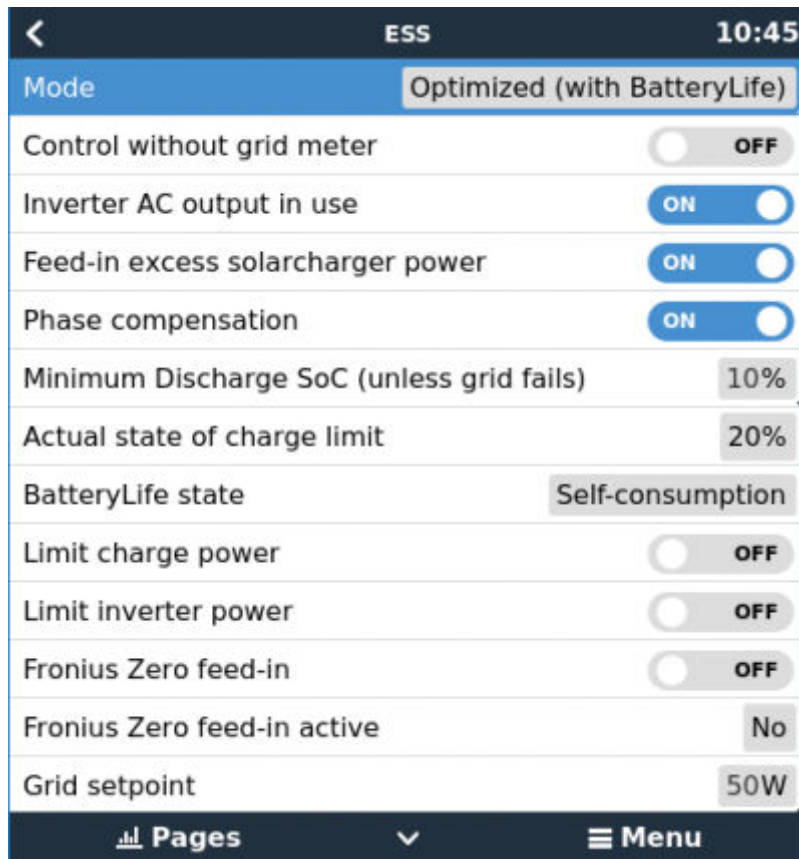 ESS 10:45
Mode Optimized (with BatteryLife)
Control without grid meter OFF
Inverter AC output in use ON
Feed-in excess solarcharger power ON
Phase compensation ON
Minimum Discharge SoC (unless grid fails) 10%
Actual state of charge limit 20%
BatteryLife state Self-consumption
Limit charge power OFF
Limit inverter power OFF
Fronius Zero feed-in OFF
Fronius Zero feed-in active No
Grid setpoint 50W
Pages Menu